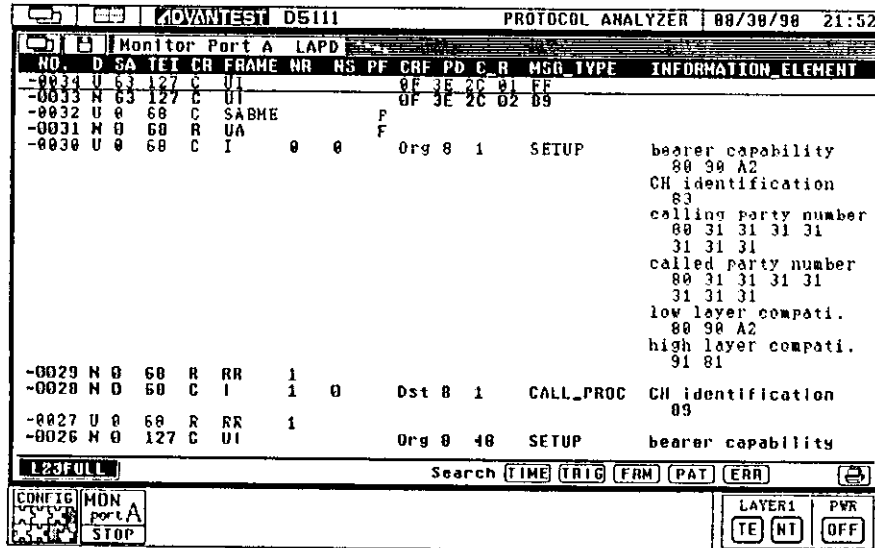 ADVANTEST D5111 PROTOCOL ANALYZER 08/30/90 21:52
Monitor Port A LAPD
NO. D SA TEI CR FRAME NR NS PF CRF PD C_R MSG_TYPE INFORMATION_ELEMENT
-0034 U 63 127 C UI 0F 3E 2C 01 FF
-0033 N 63 127 C UI 0F 3E 2C 02 89
-0032 U 0 68 C SABME P
-0031 N 0 68 R UA F
-0030 U 0 68 C I 0 0 Org 8 1 SETUP bearer capability
80 90 A2
CH identification
83
calling party number
80 31 31 31 31
31 31 31
called party number
80 31 31 31 31
31 31 31
low layer compati.
80 90 A2
high layer compati.
91 81
-0029 N 0 68 R RR 1
-0028 N 0 68 C I 1 0 Dst 8 1 CALL_PROC CH identification
89
-0027 U 0 68 R RR 1
-0026 N 0 127 C UI Org 8 48 SETUP bearer capability
L23FULL Search TIME TRIG FRM PAT ERR
CONFIG MON port A STOP
LAYER1 TE NT
PWR OFF